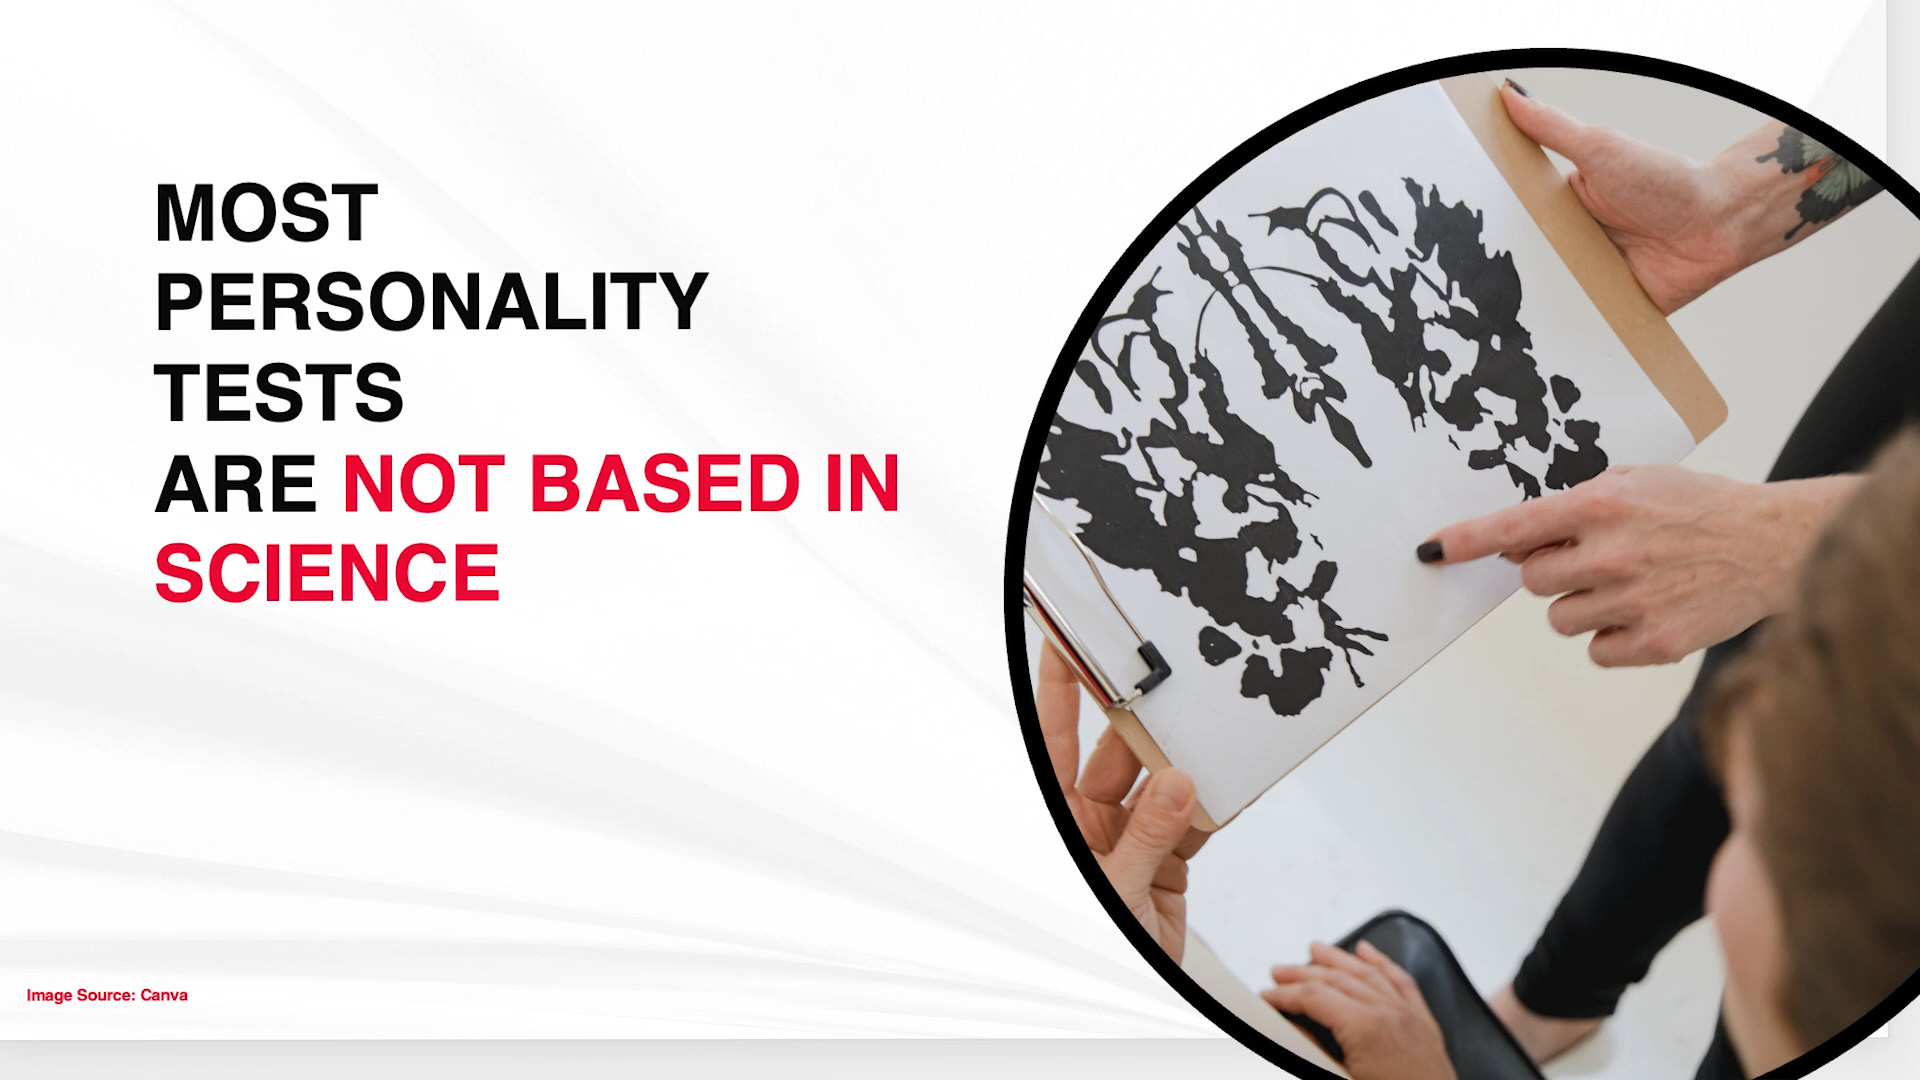 MOST
PERSONALITY
TESTS
ARE NOT BASED IN
SCIENCE
Image Source: Canva